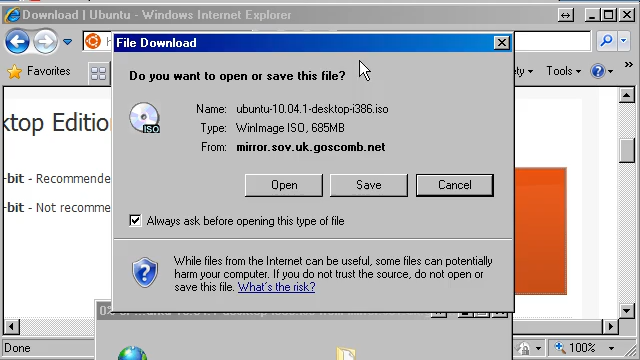 Download | Ubuntu - Windows Internet Explorer
File Download
Do you want to open or save this file?
Favorites
Tools
Name: ubuntu-10.04.1-desktop-i386.iso
ISO
Type: WinImage ISO, 685MB
From: mirror.sov.uk.goscomb.net
ktop Edition
-bit - Recommende
-bit - Not recomme
Open Save Cancel
Always ask before opening this type of file
While files from the Internet can be useful, some files can potentially
harm your computer. If you do not trust the source, do not open or
save this file. What's the risk?
Done
100%